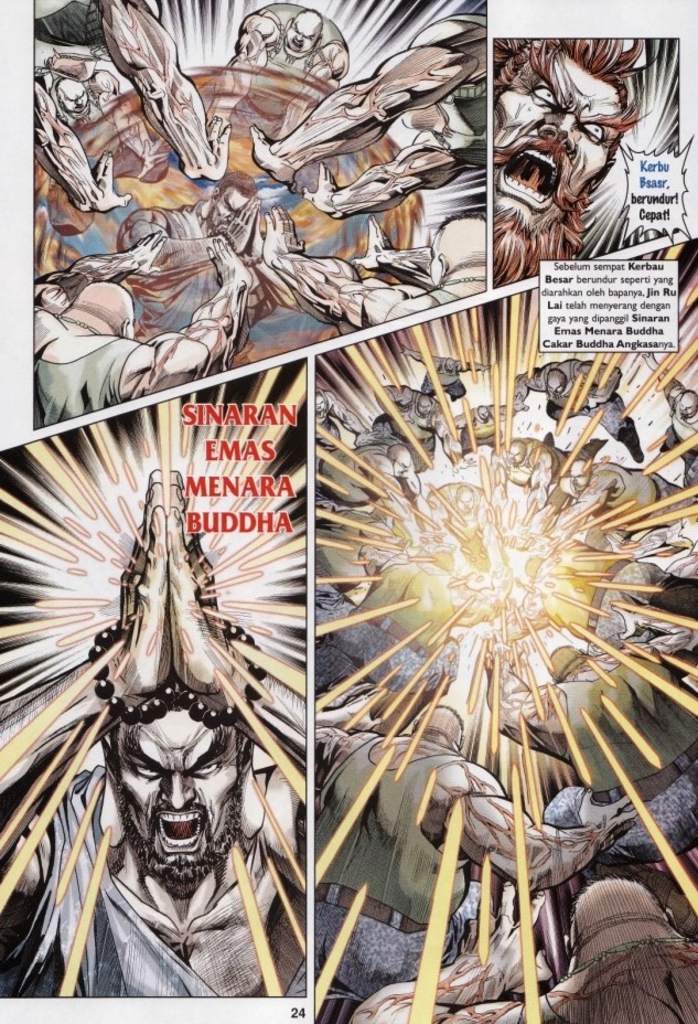 Kerbu
Bsasr,
berundur!
Cepat!
Sebelum sempat Kerbau
Besar berundur seperti yang
diarahkan oleh bapanya, Jin Ru
Lai telah menyerang dengan
gaya yang dipanggil Sinaran
Emas Menara Buddha
Cakar Buddha Angkasanya.
SINARAN
EMAS
MENARA
BUDDHA
24